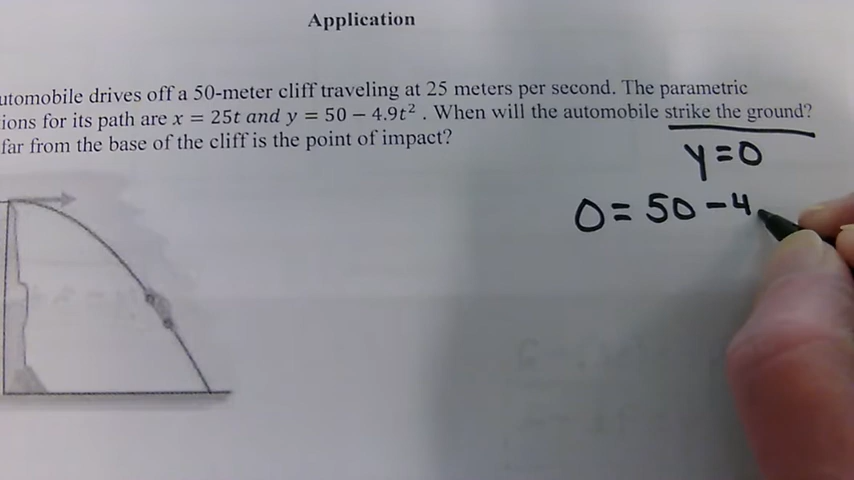 Application
utomobile drives off a 50-meter cliff traveling at 25 meters per second. The parametric
ions for its path are x = 25t and y = 50 − 4.9t² . When will the automobile strike the ground?
far from the base of the cliff is the point of impact?
y=0
0 = 50 - 4